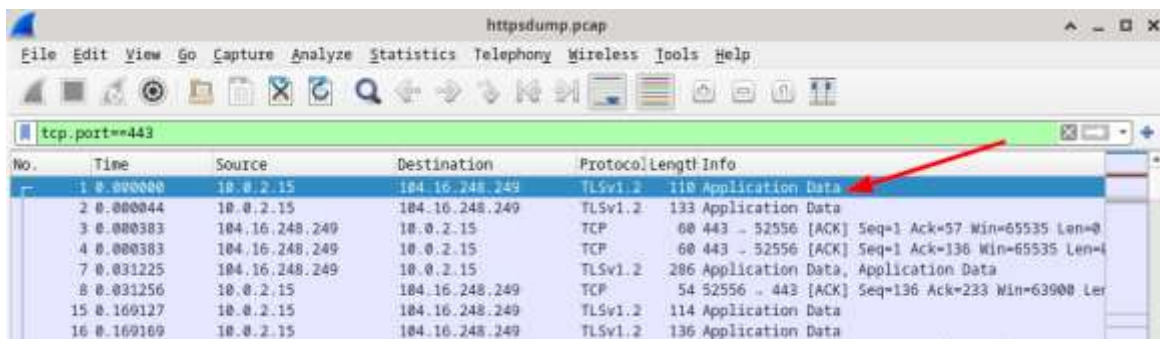 httpsdump.pcap
File Edit View Go Capture Analyze Statistics Telephony Wireless Tools Help
tcp.port==443
No. Time Source Destination Protocol Length Info
1 0.000000 10.0.2.15 104.16.248.249 TLSv1.2 110 Application Data
2 0.000044 10.0.2.15 104.16.248.249 TLSv1.2 133 Application Data
3 0.000383 104.16.248.249 10.0.2.15 TCP 60 443 → 52556 [ACK] Seq=1 Ack=57 Win=65535 Len=0
4 0.000383 104.16.248.249 10.0.2.15 TCP 60 443 → 52556 [ACK] Seq=1 Ack=136 Win=65535
7 0.031225 104.16.248.249 10.0.2.15 TLSv1.2 286 Application Data, Application Data
8 0.031256 10.0.2.15 104.16.248.249 TCP 54 52556 → 443 [ACK] Seq=136 Ack=233 Win=63900 Len
15 0.169127 10.0.2.15 104.16.248.249 TLSv1.2 114 Application Data
16 0.169169 10.0.2.15 104.16.248.249 TLSv1.2 136 Application Data